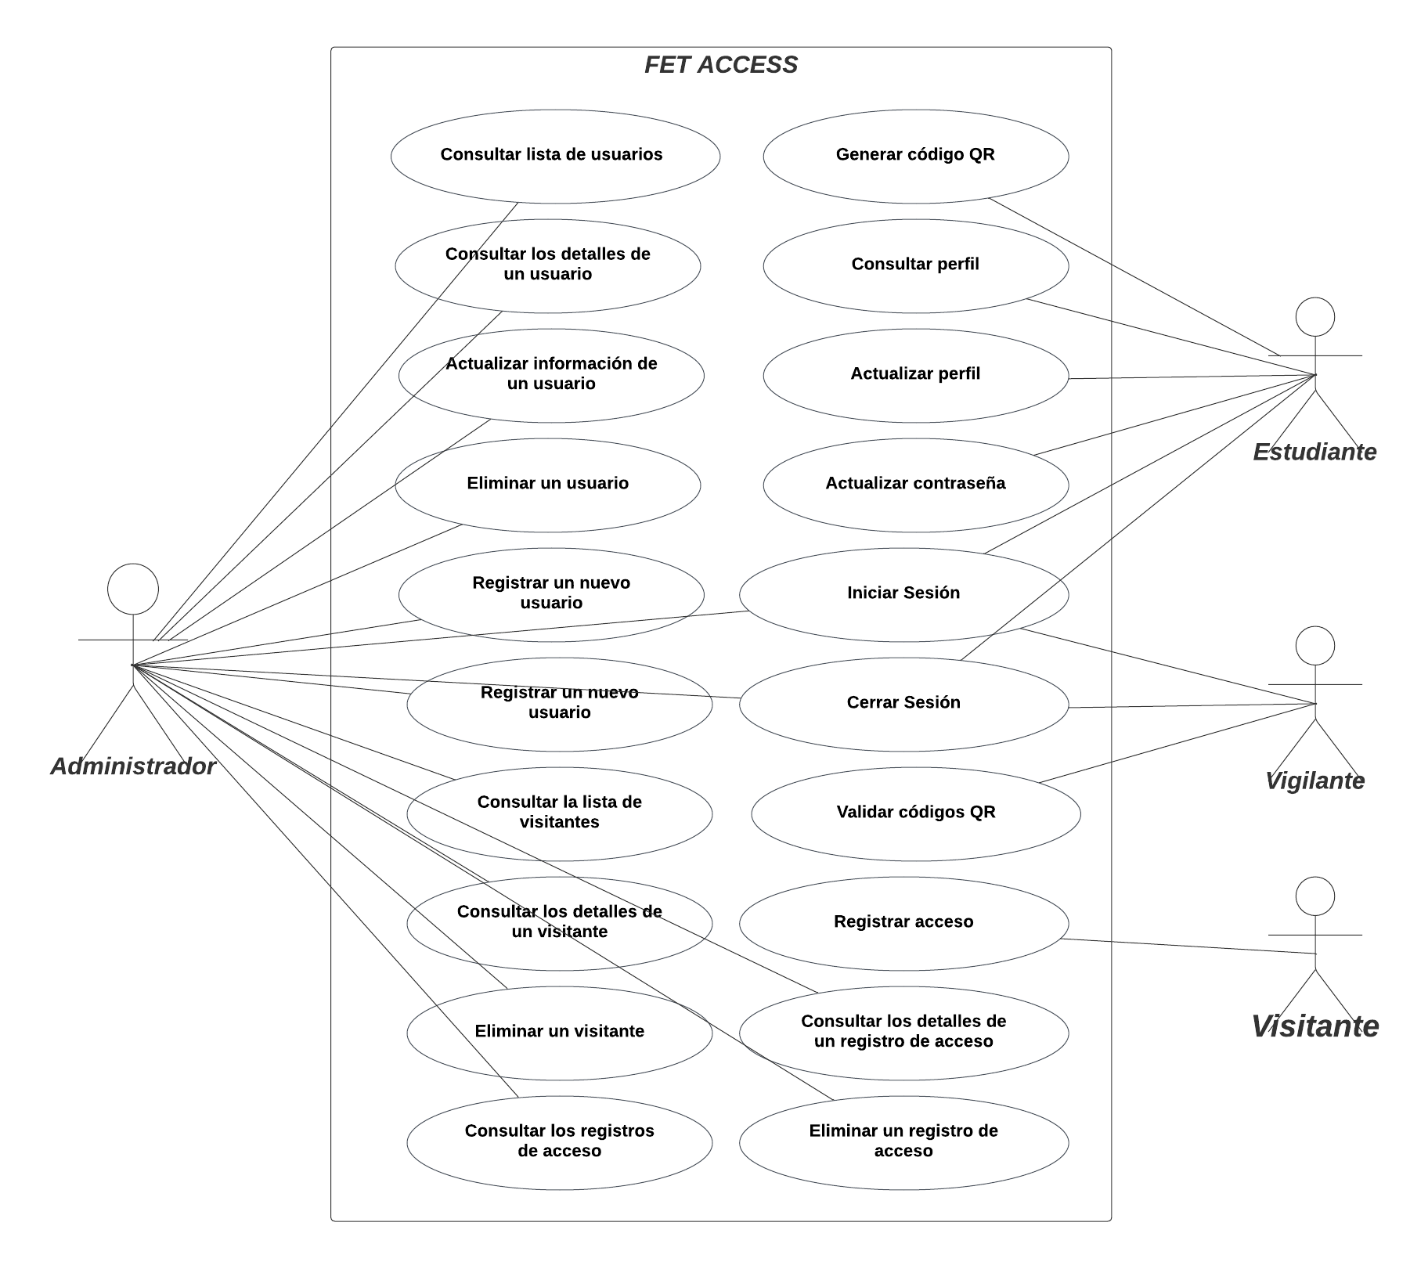 FET ACCESS
Consultar lista de usuarios
Generar código QR
Consultar los detalles de
un usuario
Consultar perfil
Actualizar información de
un usuario
Actualizar perfil
Estudiante
Eliminar un usuario
Actualizar contraseña
Registrar un nuevo
usuario
Iniciar Sesión
Registrar un nuevo
usuario
Cerrar Sesión
Administrador
Vigilante
Consultar la lista de
visitantes
Validar códigos QR
Consultar los detalles de
un visitante
Registrar acceso
Visitante
Eliminar un visitante
Consultar los detalles de
un registro de acceso
Consultar los registros
de acceso
Eliminar un registro de
acceso